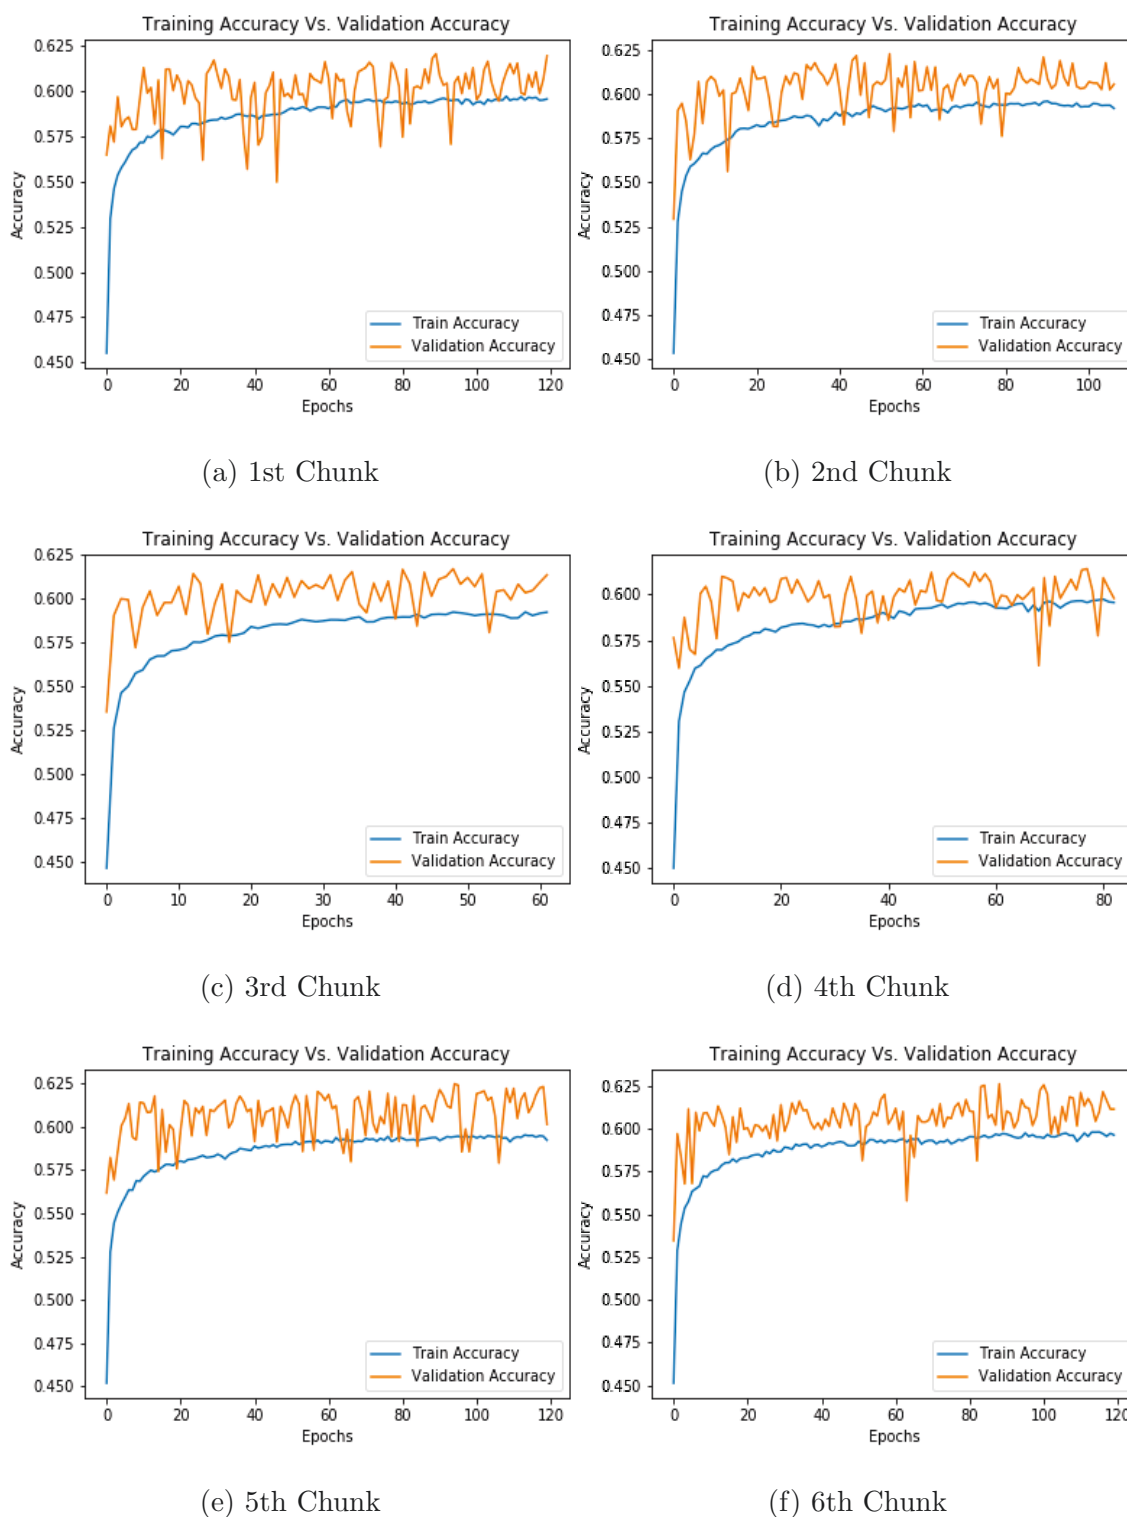 Training Accuracy Vs. Validation Accuracy
0.625
0.600
0.575
0.550
0.525
0.500
0.475
0.450
Accuracy
Train Accuracy
Validation Accuracy
0 20 40 60 80 100 120
Epochs
(a) 1st Chunk
Training Accuracy Vs. Validation Accuracy
0.625
0.600
0.575
0.550
0.525
0.500
0.475
0.450
Accuracy
Train Accuracy
Validation Accuracy
0 20 40 60 80 100
Epochs
(b) 2nd Chunk
Training Accuracy Vs. Validation Accuracy
0.625
0.600
0.575
0.550
0.525
0.500
0.475
0.450
Accuracy
Train Accuracy
Validation Accuracy
0 10 20 30 40 50 60
Epochs
(c) 3rd Chunk
Training Accuracy Vs. Validation Accuracy
0.600
0.575
0.550
0.525
0.500
0.475
0.450
Accuracy
Train Accuracy
Validation Accuracy
0 20 40 60 80
Epochs
(d) 4th Chunk
Training Accuracy Vs. Validation Accuracy
0.625
0.600
0.575
0.550
0.525
0.500
0.475
0.450
Accuracy
Train Accuracy
Validation Accuracy
0 20 40 60 80 100 120
Epochs
(e) 5th Chunk
Training Accuracy Vs. Validation Accuracy
0.625
0.600
0.575
0.550
0.525
0.500
0.475
0.450
Accuracy
Train Accuracy
Validation Accuracy
0 20 40 60 80 100 120
Epochs
(f) 6th Chunk